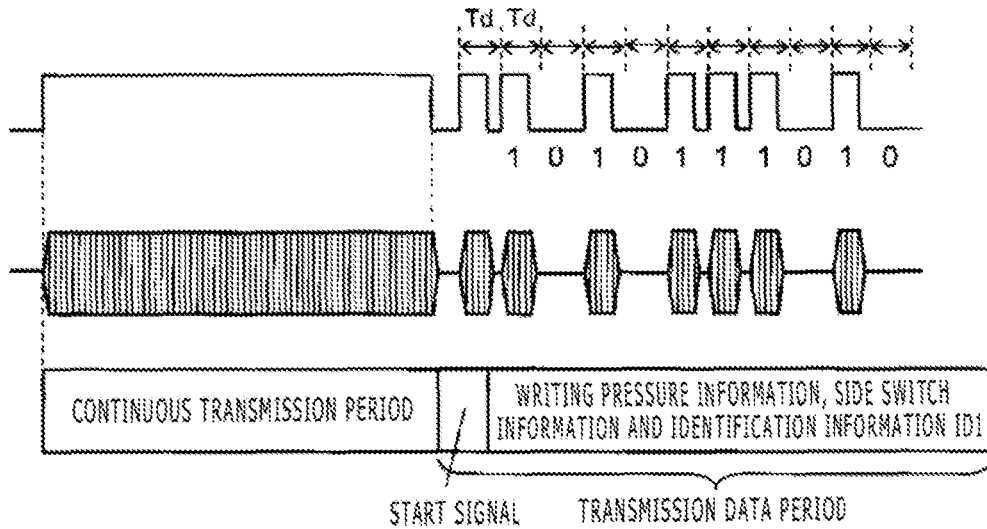 Td Td
1 0 1 0 1 1 1 0 1 0
CONTINUOUS TRANSMISSION PERIOD
WRITING PRESSURE INFORMATION, SIDE SWITCH
INFORMATION AND IDENTIFICATION INFORMATION ID1
START SIGNAL
TRANSMISSION DATA PERIOD